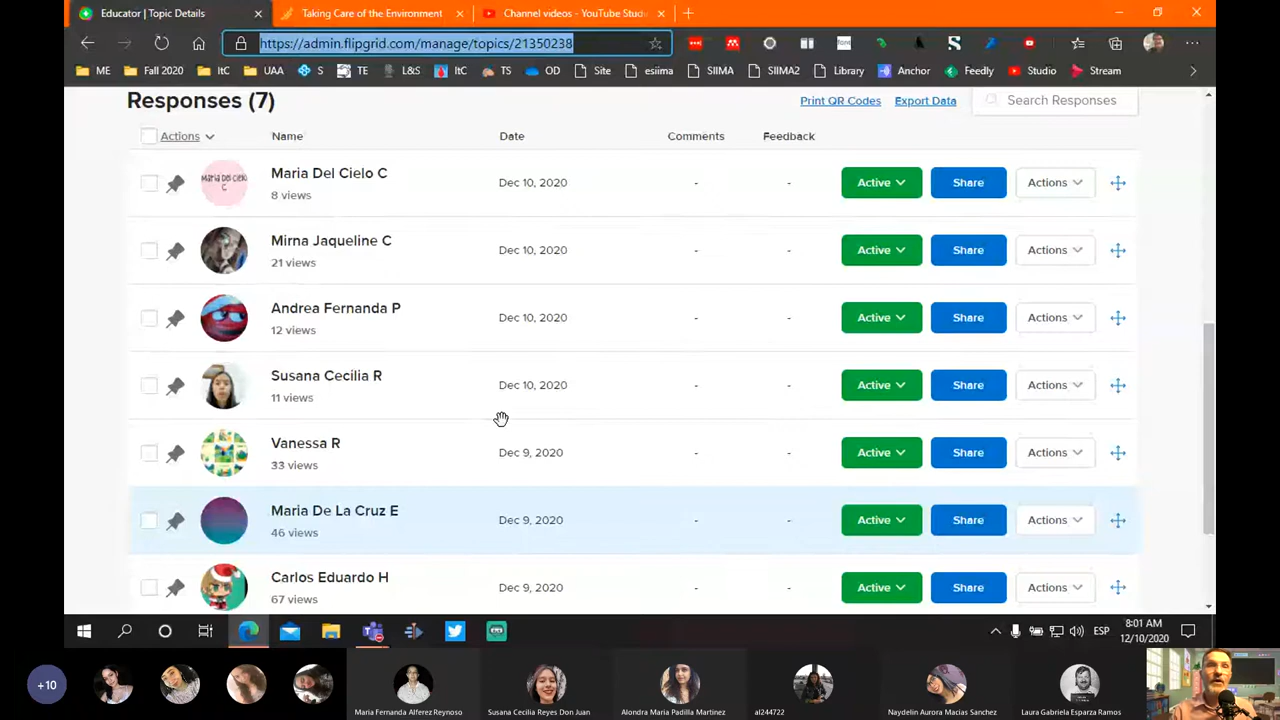 Educator | Topic Details
Taking Care of the Environment
Channel videos - YouTube Stud
https://admin.flipgrid.com/manage/topics/21350238
ME
Fall 2020
ItC
UAA
S
TE
L&S
ItC
TS
OD
Site
esiima
SIIMA
SIIMA2
Library
Anchor
Feedly
Studio
Stream
Responses (7)
Print QR Codes
Export Data
Search Responses
Actions
Name
Date
Comments
Feedback
Maria Del Cielo C
Maria Del Cielo C
8 views
Dec 10, 2020
-
-
Active
Share
Actions
Mirna Jaqueline C
21 views
Dec 10, 2020
-
-
Active
Share
Actions
Andrea Fernanda P
12 views
Dec 10, 2020
-
-
Active
Share
Actions
Susana Cecilia R
11 views
Dec 10, 2020
-
-
Active
Share
Actions
Vanessa R
33 views
Dec 9, 2020
-
-
Active
Share
Actions
Maria De La Cruz E
46 views
Dec 9, 2020
-
-
Active
Share
Actions
Carlos Eduardo H
67 views
Dec 9, 2020
-
-
Active
Share
Actions
ESP
8:01 AM
12/10/2020
+10
Maria Fernanda Alferez Reynoso
Susana Cecilia Reyes Don Juan
Alondra Maria Padilla Martinez
al244722
Naydelin Aurora Macias Sanchez
Laura Gabriela Esparza Ramos